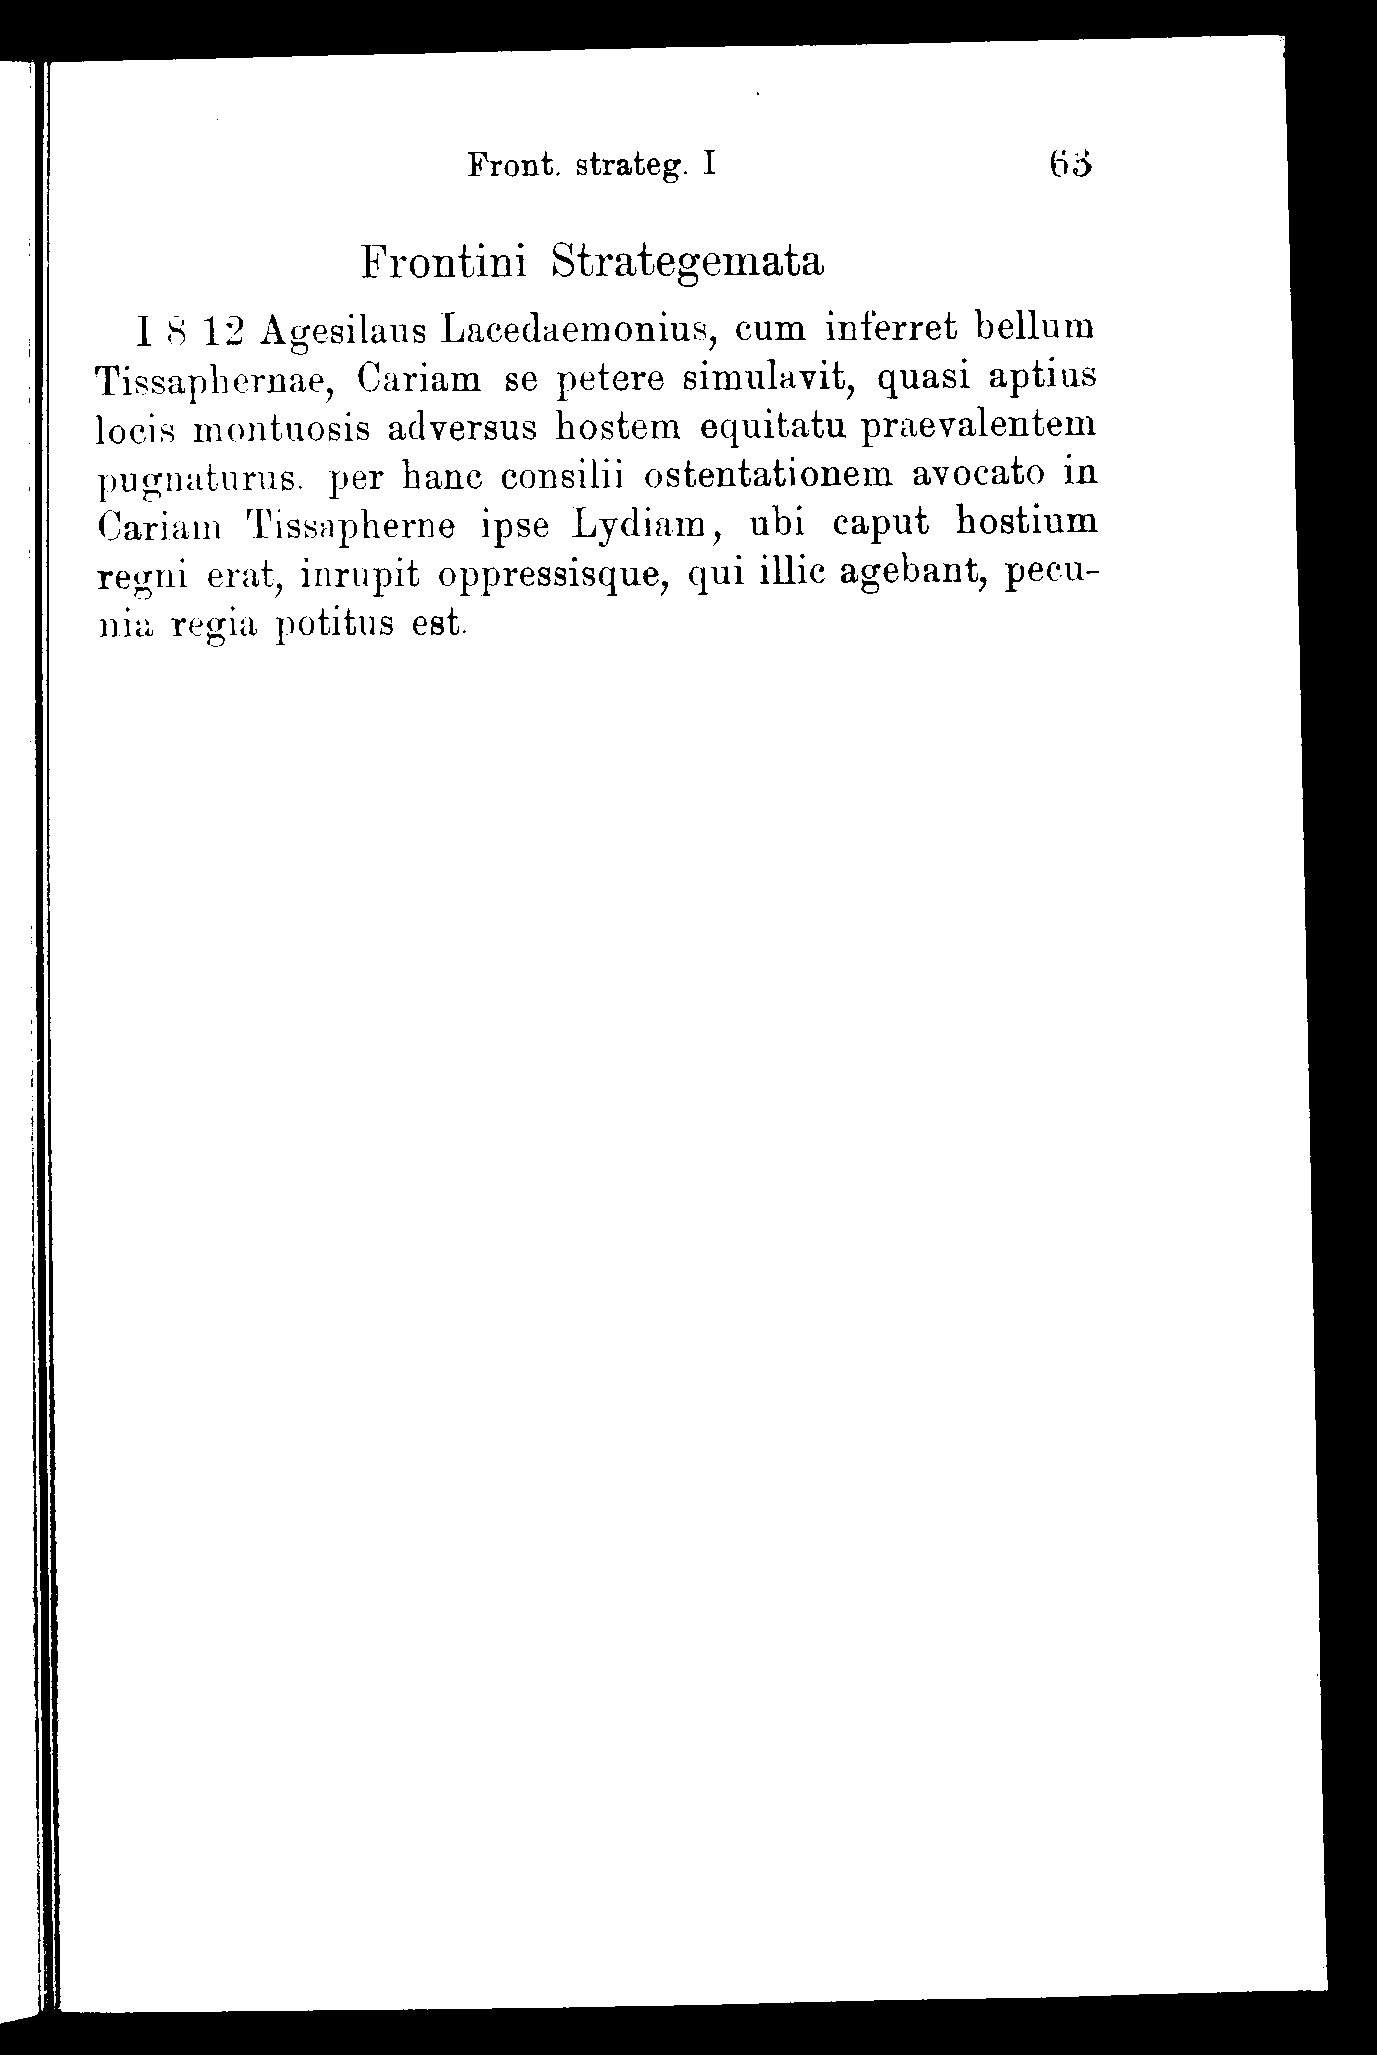 Front. strateg. I 63
Frontini Strategemata
I 8 12 Agesilaus Lacedaemonius, cum inferret bellum
Tissaphernae, Cariam se petere simulavit, quasi aptius
locis montuosis adversus hostem equitatu praevalentem
pugnaturus. per hanc consilii ostentationem avocato in
Cariam Tissapherne ipse Lydiam, ubi caput hostium
regni erat, inrupit oppressisque, qui illic agebant, pecu-
nia regia potitus est.